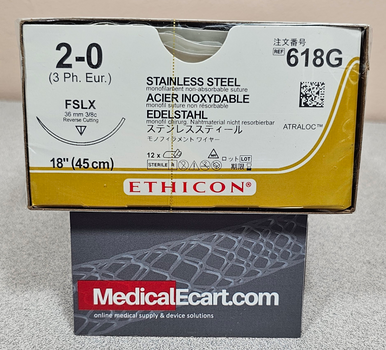 2-0
(3 Ph. Eur.)
FSLX
36 mm 3/8c
Reverse Cutting
18" (45 cm)
STAINLESS STEEL
monofilament non-absorbable suture
ACIER INOXYDABLE
monofil suture non résorbable
EDELSTAHL
monofil chirurg. Nahtmaterial nicht resorbierbar
ステンレススティール
モノフィラメント ワイヤー
12 x
STERILE R
ロット LOT
注文番号
REF 618G
ATRALOC™
ETHICON®
MedicalEcart.com
online medical supply & device solutions